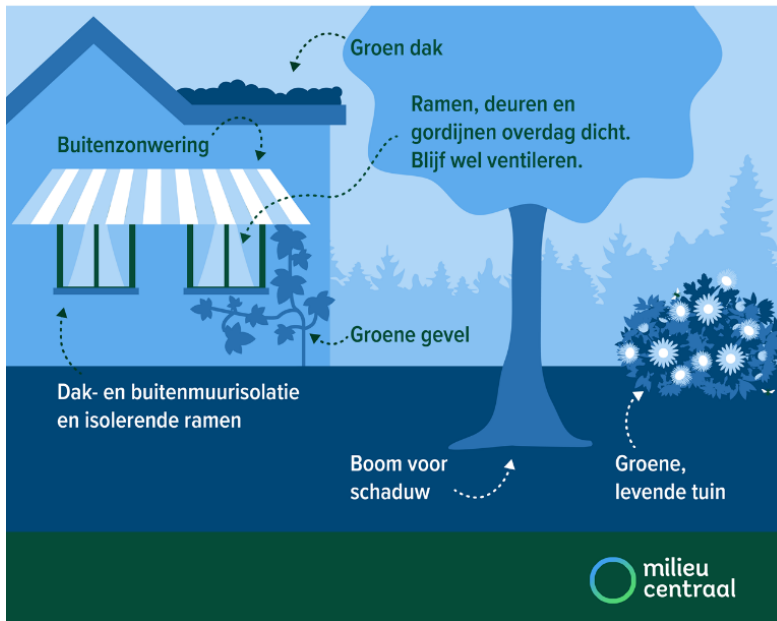 Groen dak
Ramen, deuren en
gordijnen overdag dicht.
Blijf wel ventileren.
Buitenzonwering
Groene gevel
Dak- en buitenmuurisolatie
en isolerende ramen
Boom voor
schaduw
Groene,
levende tuin
milieu
centraal